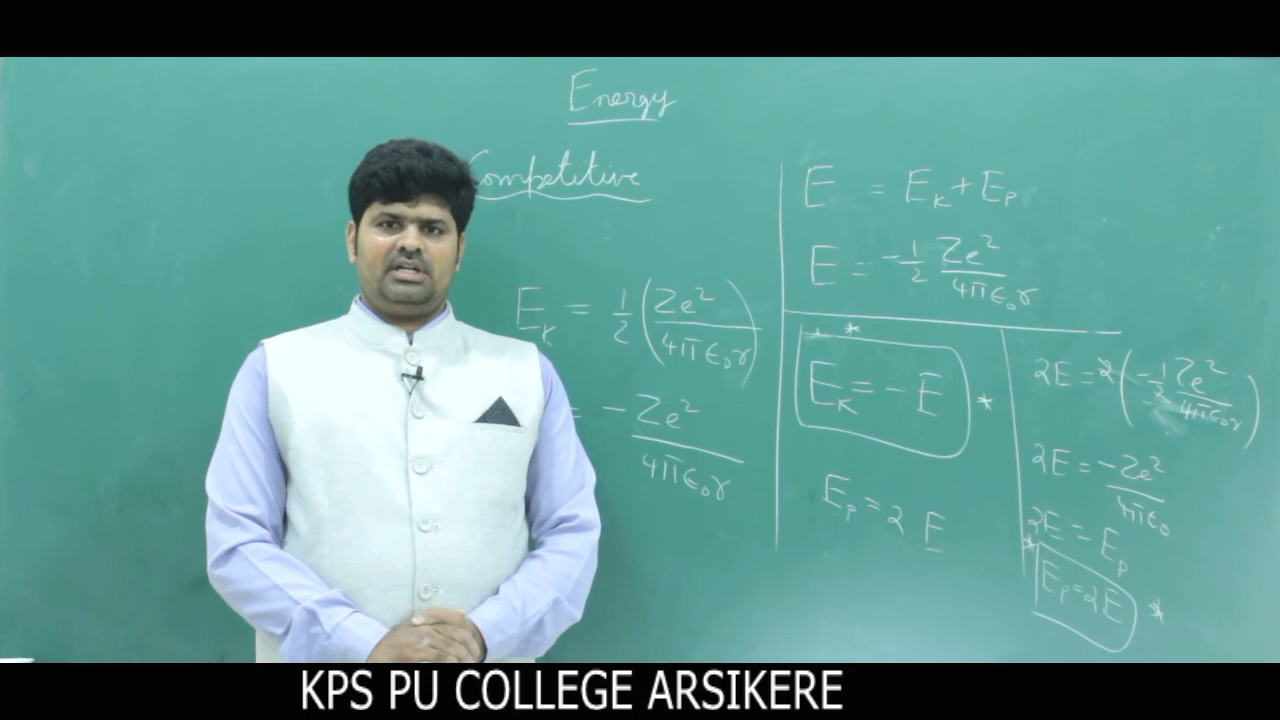 Energy
Competitive
E_K = 1/2 (Ze²/4πϵ₀r)
= -Ze²/4πϵ₀r
E = E_K + E_P
E = -1/2 Ze²/4πϵ₀r
E_K = - E *
E_P = 2 E
2E = 2(-1/2 Ze²/4πϵ₀r)
2E = -Ze²/4πϵ₀
2E = E_P
* E_P = 2E *
KPS PU COLLEGE ARSIKERE